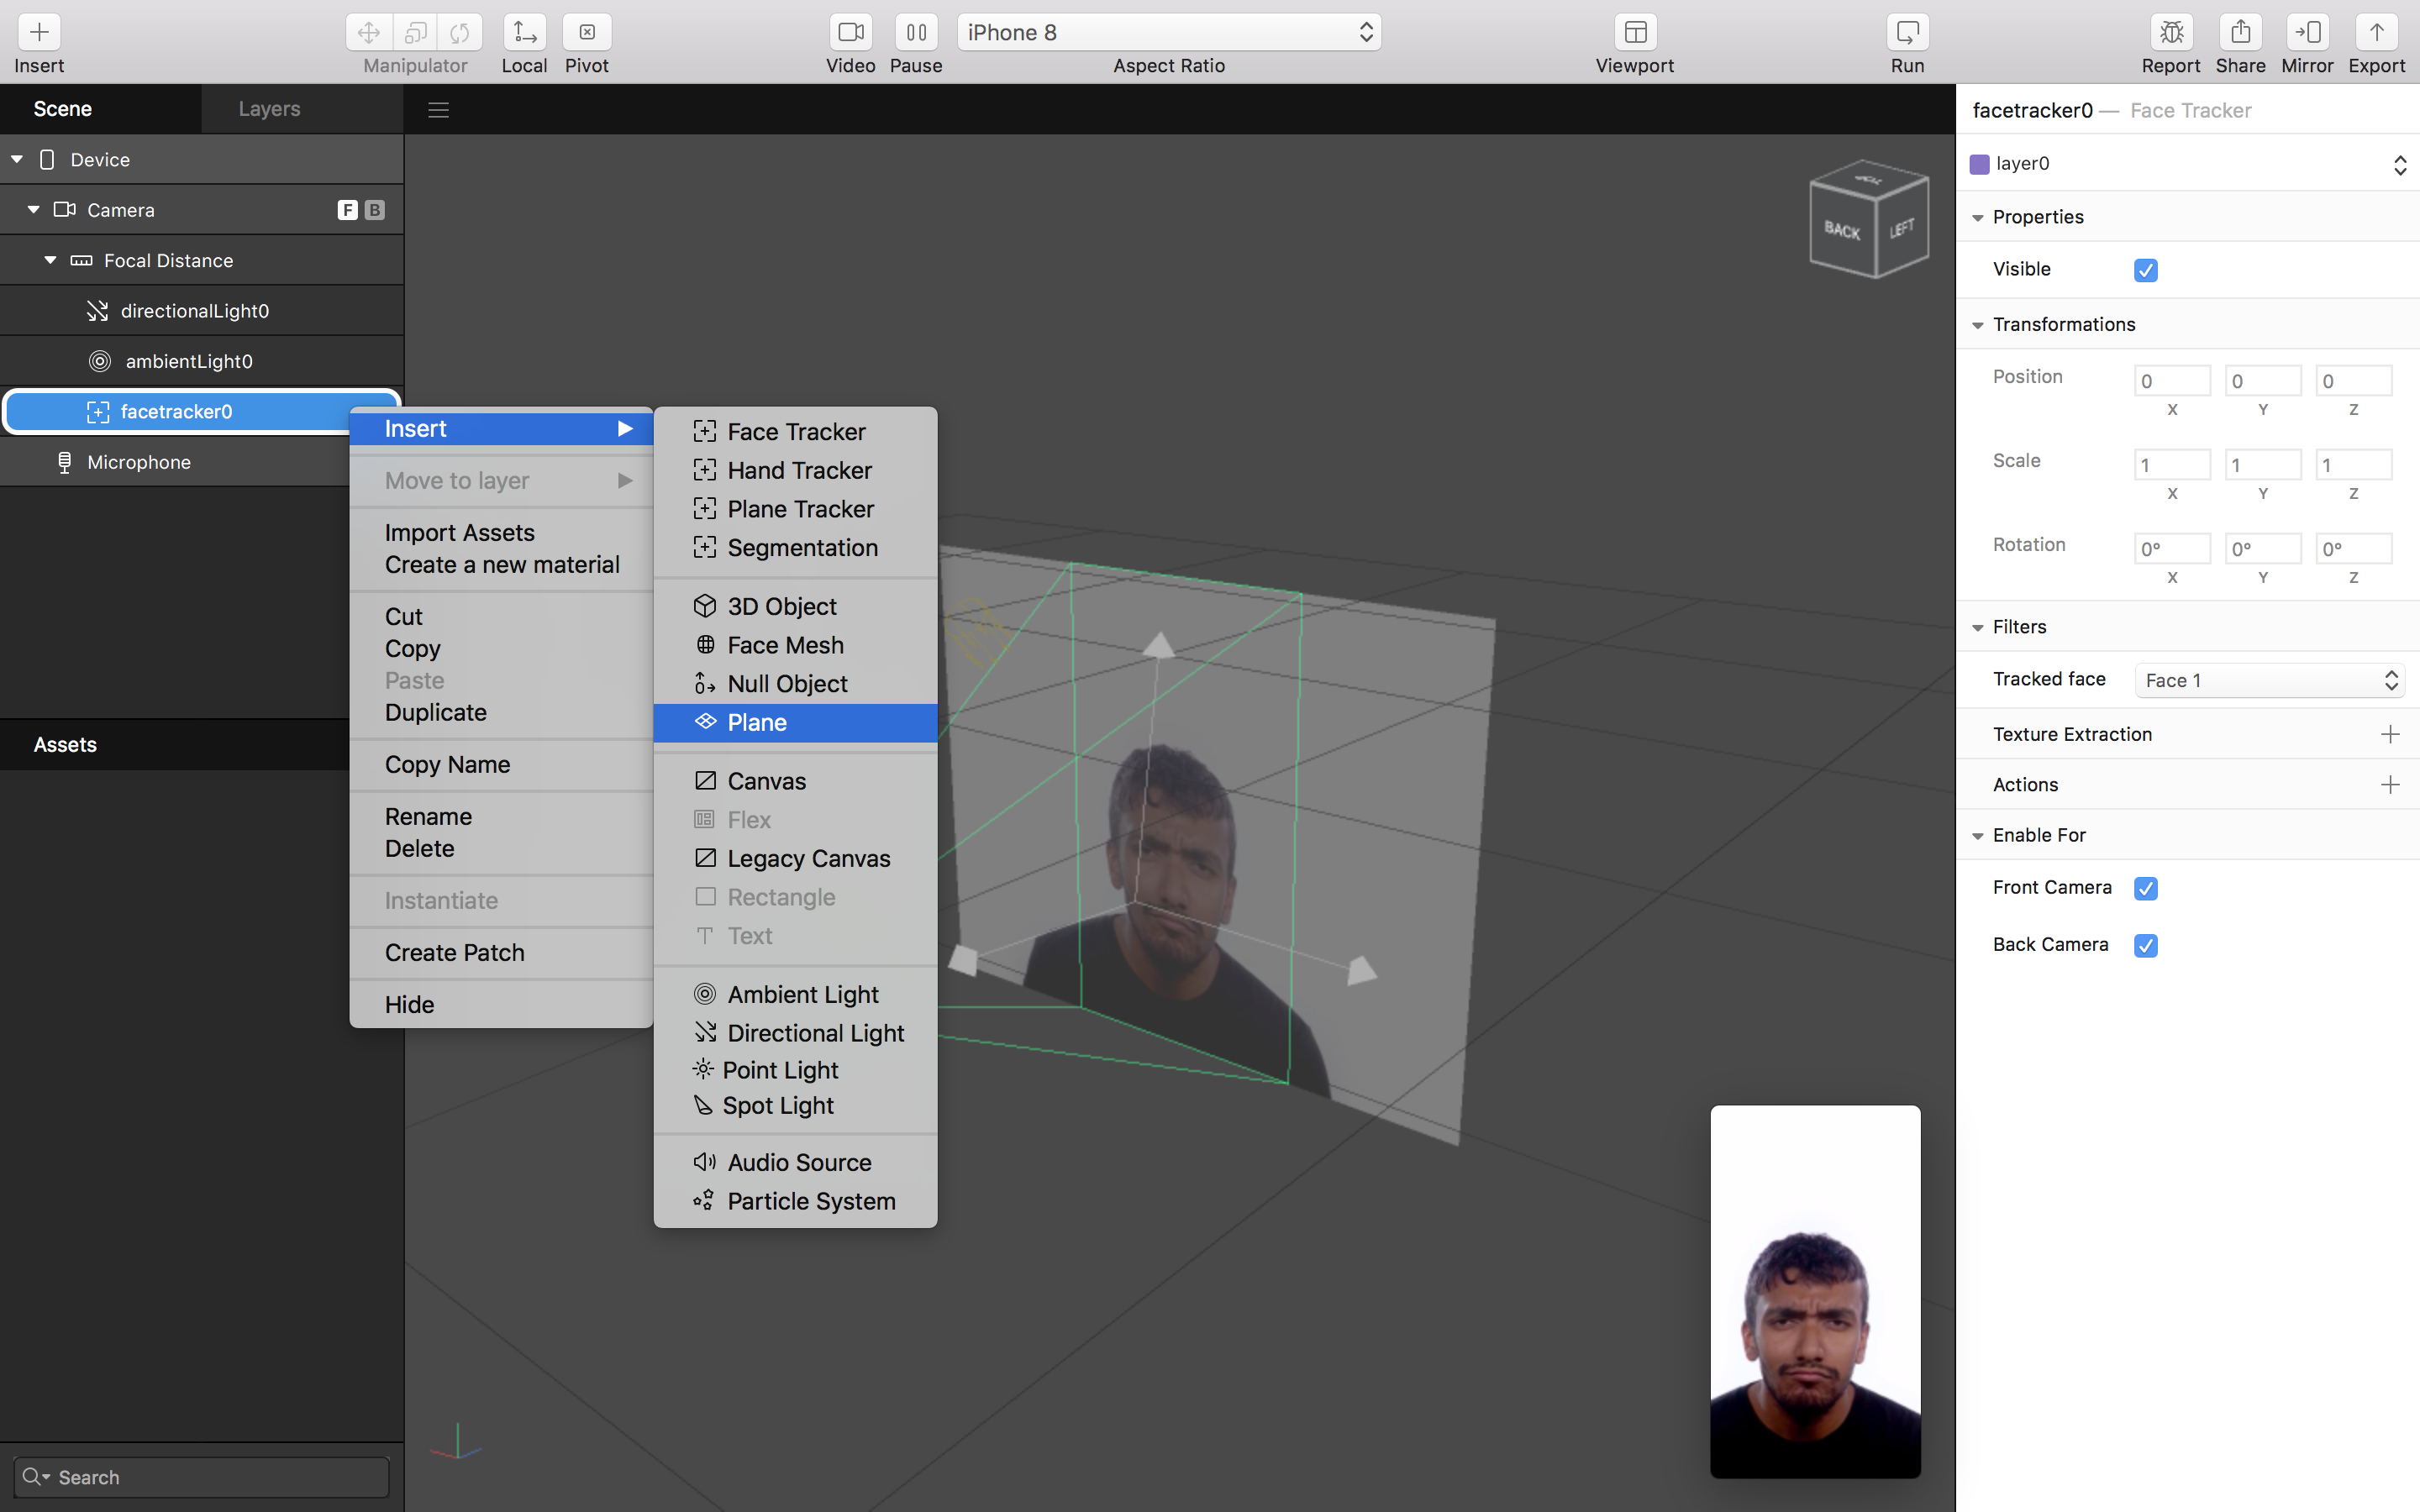 Insert
Manipulator
Local
Pivot
Video
Pause
iPhone 8
Aspect Ratio
Viewport
Run
Report
Share
Mirror
Export
Scene
Layers
Device
Camera
F B
Focal Distance
directionalLight0
ambientLight0
facetracker0
Microphone
Assets
Search
Insert
Move to layer
Import Assets
Create a new material
Cut
Copy
Paste
Duplicate
Copy Name
Rename
Delete
Instantiate
Create Patch
Hide
Face Tracker
Hand Tracker
Plane Tracker
Segmentation
3D Object
Face Mesh
Null Object
Plane
Canvas
Flex
Legacy Canvas
Rectangle
Text
Ambient Light
Directional Light
Point Light
Spot Light
Audio Source
Particle System
TOP
BACK
LEFT
facetracker0 — Face Tracker
layer0
Properties
Visible
Transformations
Position
0 0 0
X Y Z
Scale
1 1 1
X Y Z
Rotation
0° 0° 0°
X Y Z
Filters
Tracked face
Face 1
Texture Extraction
Actions
Enable For
Front Camera
Back Camera